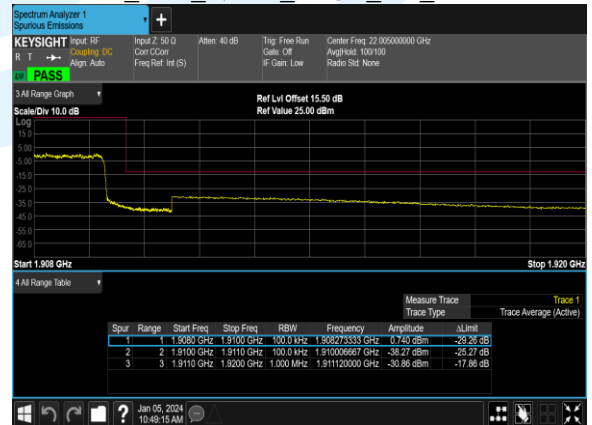 Spectrum Analyzer 1
Spurious Emissions
KEYSIGHT Input: RF
R T
Coupling: DC
Align: Auto
Input Z: 50 Ω
Corr CCorr
Freq Ref: Int (S)
Atten: 40 dB
Trig: Free Run
Gate: Off
IF Gain: Low
Center Freq: 22.005000000 GHz
Avg|Hold: 100/100
Radio Std: None
LV PASS
3 All Range Graph
Scale/Div 10.0 dB
Ref Lvl Offset 15.50 dB
Ref Value 25.00 dBm
Log
15.0
5.00
-5.00
-15.0
-25.0
-35.0
-45.0
-55.0
-65.0
Start 1.908 GHz Stop 1.920 GHz
4 All Range Table
Measure Trace Trace 1
Trace Type Trace Average (Active)
Spur Range Start Freq Stop Freq RBW Frequency Amplitude ΔLimit
1 1 1.9080 GHz 1.9100 GHz 100.0 kHz 1.908273333 GHz 0.740 dBm -29.26 dB
2 2 1.9100 GHz 1.9110 GHz 100.0 kHz 1.910006667 GHz -38.27 dBm -25.27 dB
3 3 1.9110 GHz 1.9200 GHz 1.000 MHz 1.911120000 GHz -30.86 dBm -17.86 dB
? Jan 05, 2024
10:49:15 AM